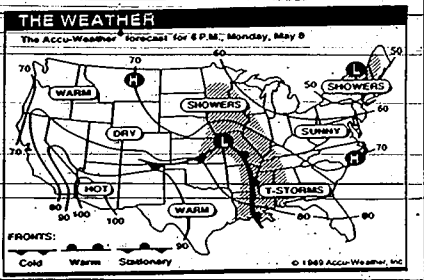 THE WEATHER
The Accu-Weather forecast for 6 P.M., Monday, May 8
70
70
60
50
H
L
WARM
50
SHOWERS
SHOWERS
60
DRY
SUNNY
L
70
70
H
HOT
T-STORMS
80 90 100 100
WARM
80 80
90
FRONTS:
Cold Warm Stationary
© 1989 Accu-Weather, Inc